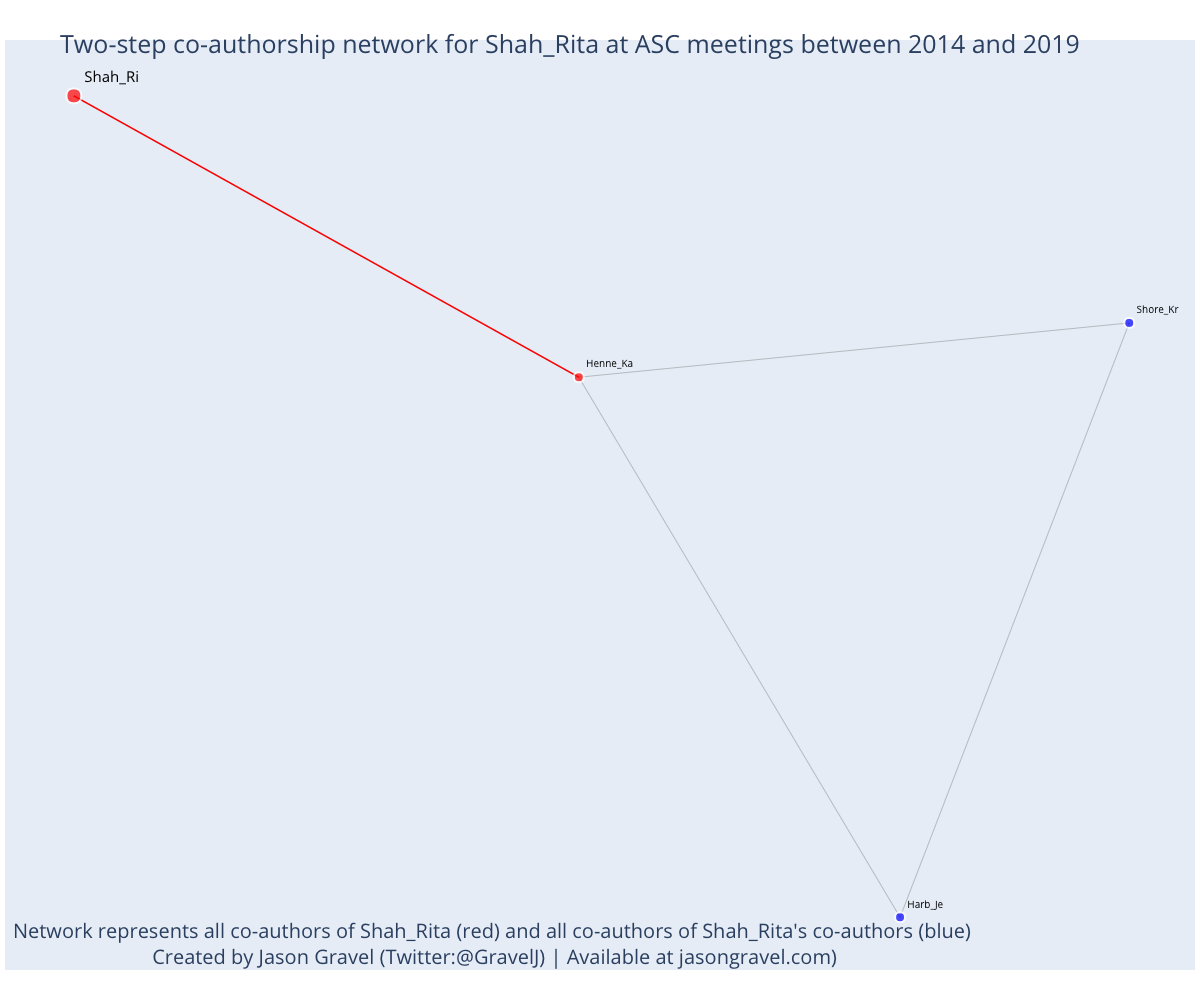 Two-step co-authorship network for Shah_Rita at ASC meetings between 2014 and 2019
Shah_Ri
Shore_Kr
Henne_Ka
Harb_Je
Network represents all co-authors of Shah_Rita (red) and all co-authors of Shah_Rita's co-authors (blue)
Created by Jason Gravel (Twitter:@GravelJ) | Available at jasongravel.com)